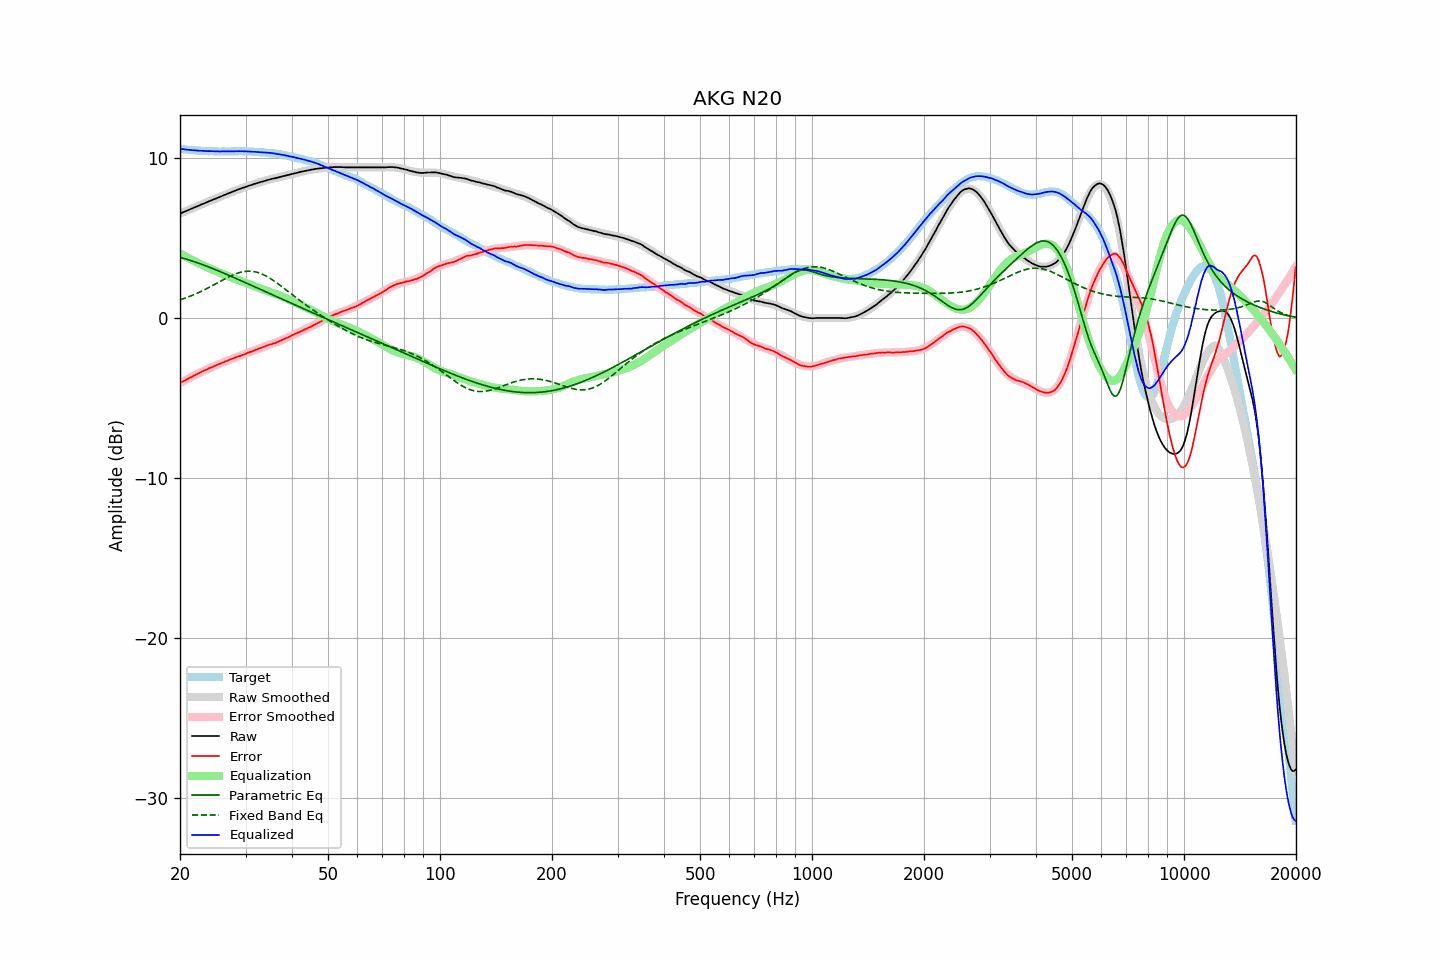 AKG N20
Amplitude (dBr)
10
0
−10
−20
−30
Target
Raw Smoothed
Error Smoothed
Raw
Error
Equalization
Parametric Eq
Fixed Band Eq
Equalized
20 50 100 200 500 1000 2000 5000 10000 20000
Frequency (Hz)